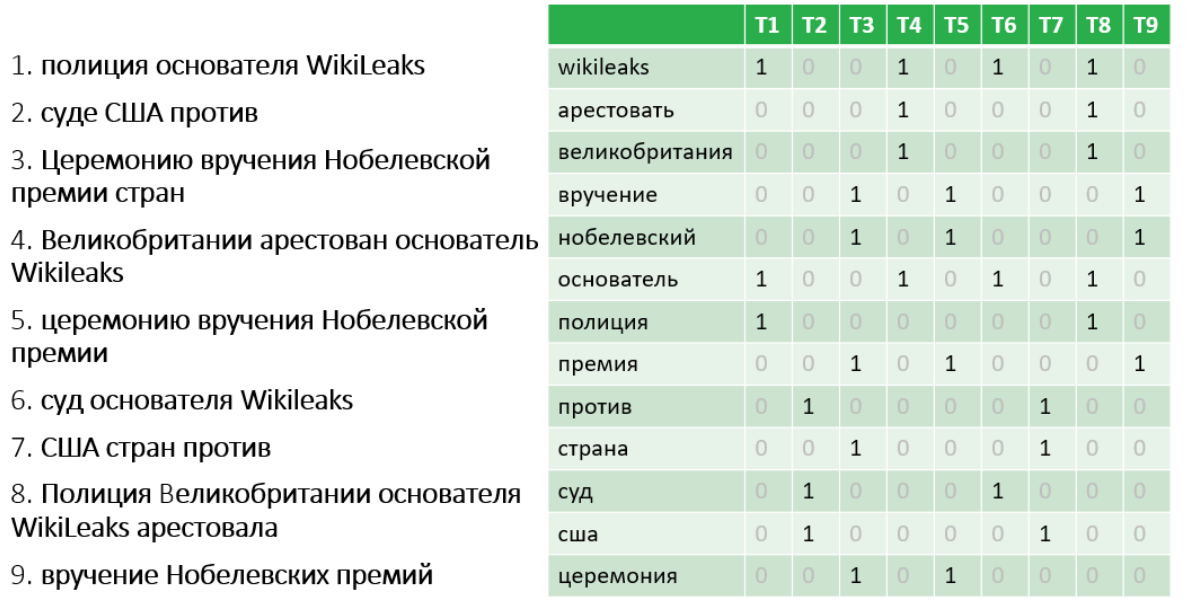 1. полиция основателя WikiLeaks
2. суде США против
3. Церемонию вручения Нобелевской
премии стран
4. Великобритании арестован основатель
Wikileaks
5. церемонию вручения Нобелевской
премии
6. суд основателя Wikileaks
7. США стран против
8. Полиция Великобритании основателя
WikiLeaks арестовала
9. вручение Нобелевских премий
T1 T2 T3 T4 T5 T6 T7 T8 T9
wikileaks 1 0 0 1 0 1 0 1 0
арестовать 0 0 0 1 0 0 0 1 0
великобритания 0 0 0 1 0 0 0 1 0
вручение 0 0 1 0 1 0 0 0 1
нобелевский 0 0 1 0 1 0 0 0 1
основатель 1 0 0 1 0 1 0 1 0
полиция 1 0 0 0 0 0 0 1 0
премия 0 0 1 0 1 0 0 0 1
против 0 1 0 0 0 0 1 0 0
страна 0 0 1 0 0 0 1 0 0
суд 0 1 0 0 0 1 0 0 0
сша 0 1 0 0 0 0 1 0 0
церемония 0 0 1 0 1 0 0 0 0